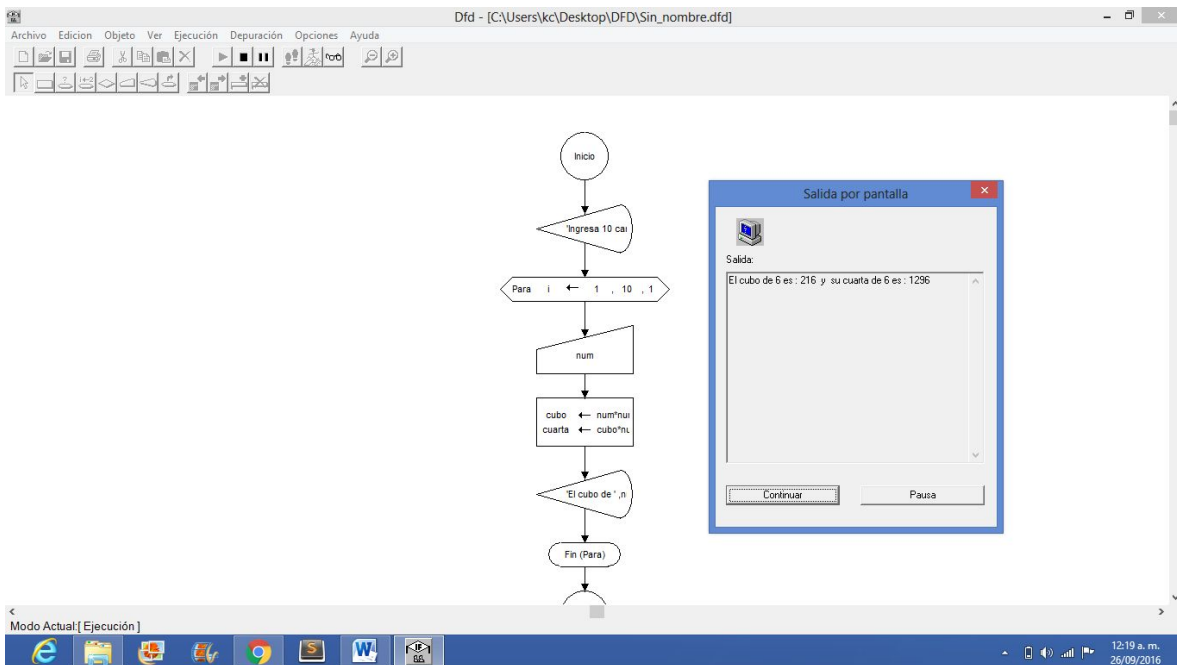 Dfd - [C:\Users\kc\Desktop\DFD\Sin_nombre.dfd]
Archivo Edicion Objeto Ver Ejecución Depuración Opciones Ayuda
Inicio
'Ingresa 10 can
Para i ← 1 , 10 , 1
num
cubo ← num*nu
cuarta ← cubo*nu
'El cubo de ' ,n
Fin (Para)
Salida por pantalla
Salida:
El cubo de 6 es : 216 y su cuarta de 6 es : 1296
Continuar Pausa
Modo Actual:[ Ejecución ]
12:19 a. m.
26/09/2016